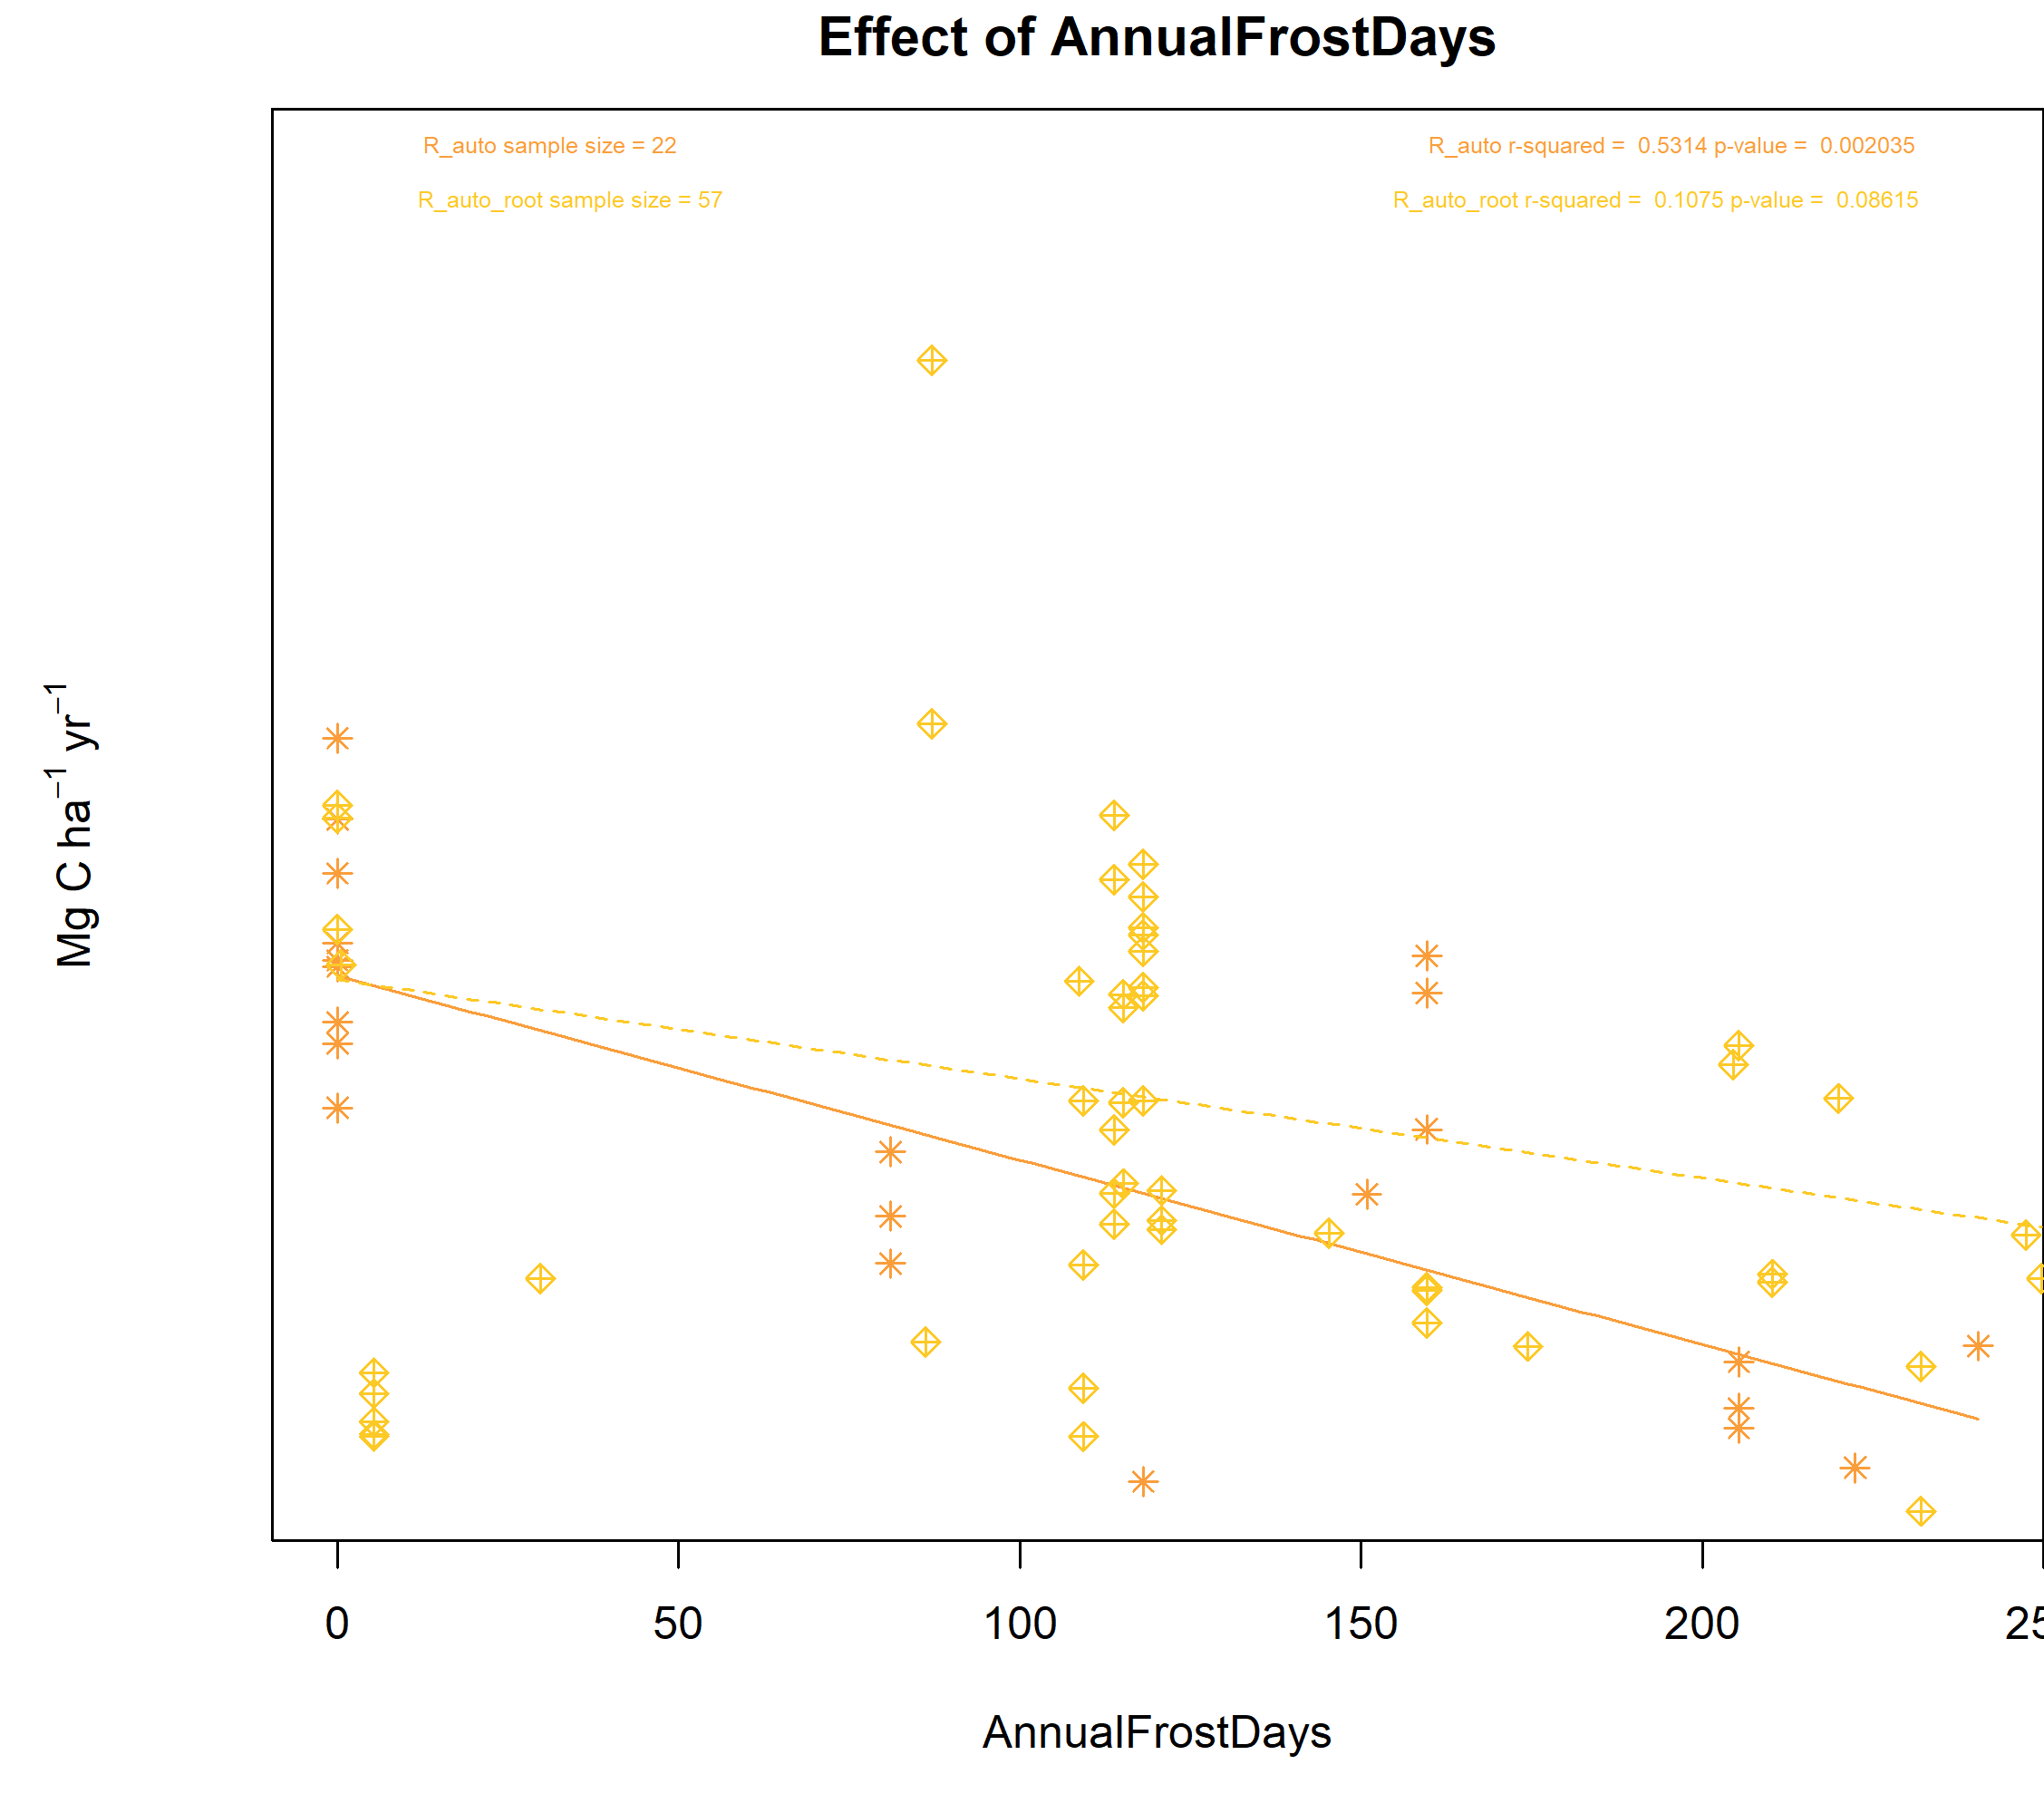 Effect of AnnualFrostDays
R_auto sample size = 22
R_auto r-squared = 0.5314 p-value = 0.002035
R_auto_root sample size = 57
R_auto_root r-squared = 0.1075 p-value = 0.08615
Mg C ha−1 yr−1
0 50 100 150 200 25
AnnualFrostDays